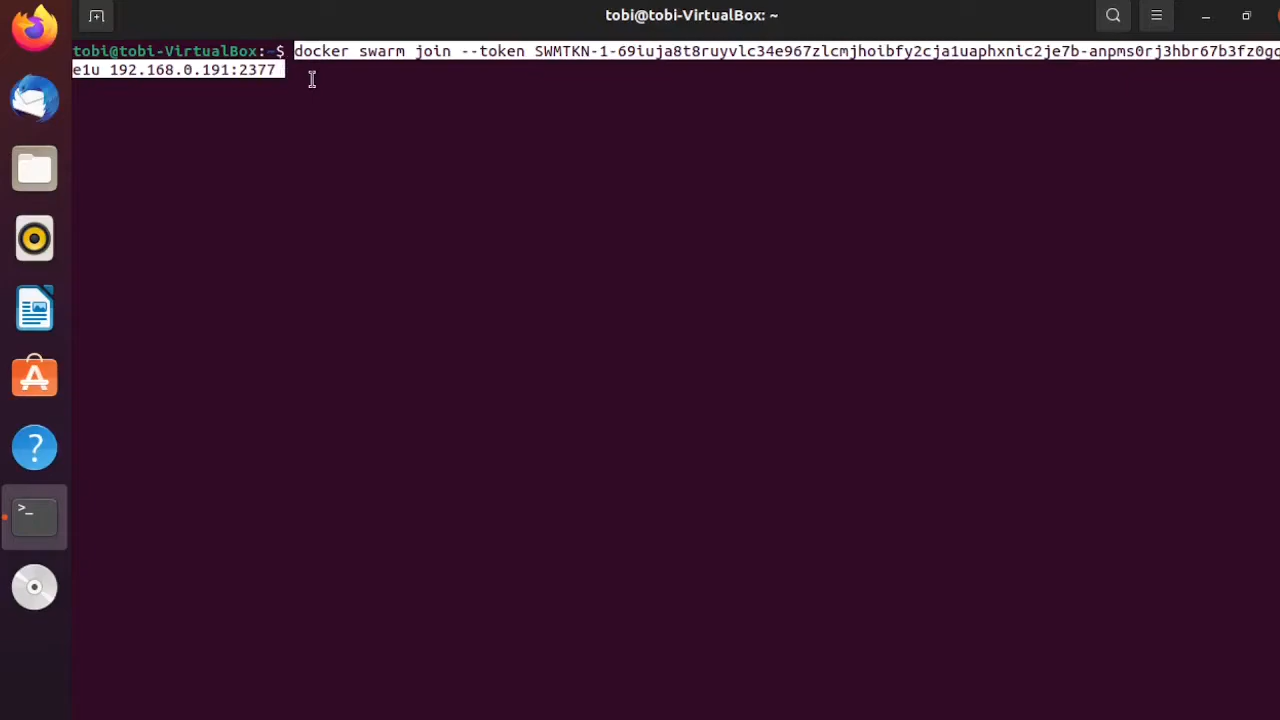 tobi@tobi-VirtualBox: ~
tobi@tobi-VirtualBox:~$ docker swarm join --token SWMTKN-1-69iuja8t8ruyvlc34e967zlcmjhoibfy2cja1uaphxnic2je7b-anpms0rj3hbr67b3fz0go
e1u 192.168.0.191:2377